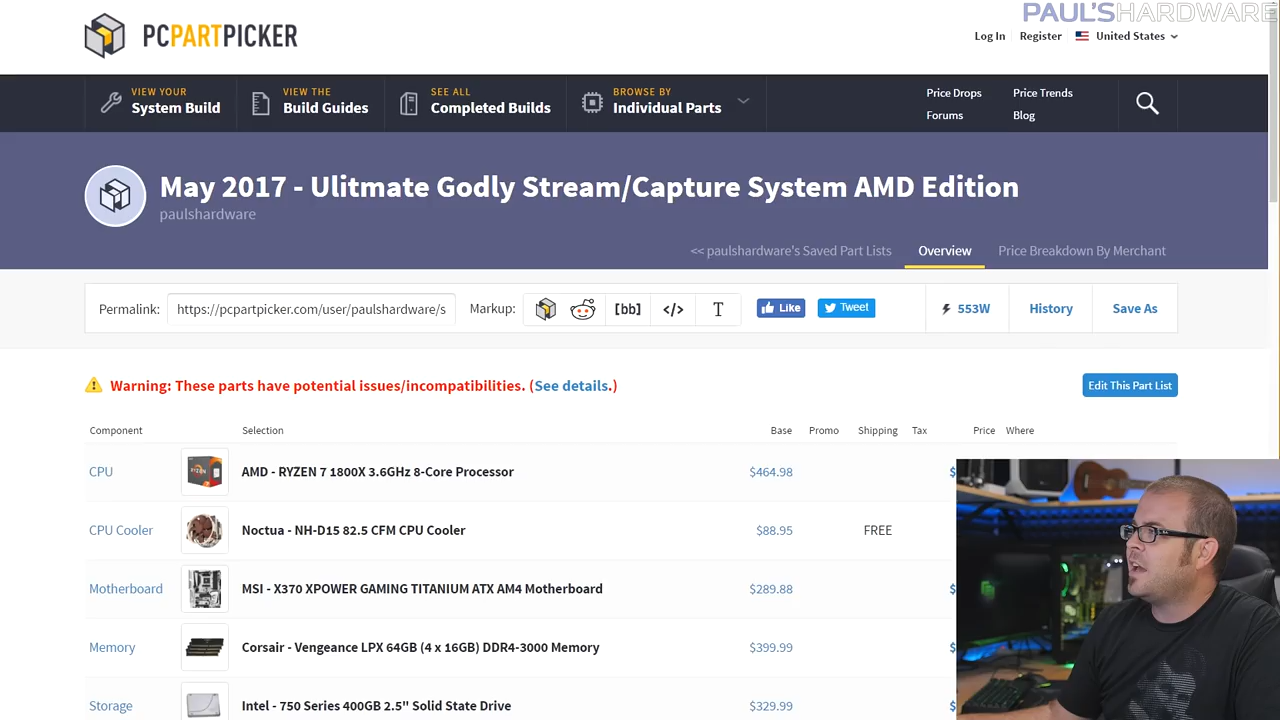 PAUL'SHARDWARE
PCPARTPICKER
Log In Register United States
VIEW YOUR
System Build
VIEW THE
Build Guides
SEE ALL
Completed Builds
BROWSE BY
Individual Parts
Price Drops Price Trends
Forums Blog
May 2017 - Ulitmate Godly Stream/Capture System AMD Edition
paulshardware
<< paulshardware's Saved Part Lists Overview Price Breakdown By Merchant
Permalink: https://pcpartpicker.com/user/paulshardware/s Markup: [bb] </> T Like Tweet 553W History Save As
Warning: These parts have potential issues/incompatibilities. (See details.) Edit This Part List
Component Selection Base Promo Shipping Tax Price Where
CPU AMD - RYZEN 7 1800X 3.6GHz 8-Core Processor $464.98 $
CPU Cooler Noctua - NH-D15 82.5 CFM CPU Cooler $88.95 FREE
Motherboard MSI - X370 XPOWER GAMING TITANIUM ATX AM4 Motherboard $289.88 $
Memory Corsair - Vengeance LPX 64GB (4 x 16GB) DDR4-3000 Memory $399.99 $
Storage Intel - 750 Series 400GB 2.5" Solid State Drive $329.99 $